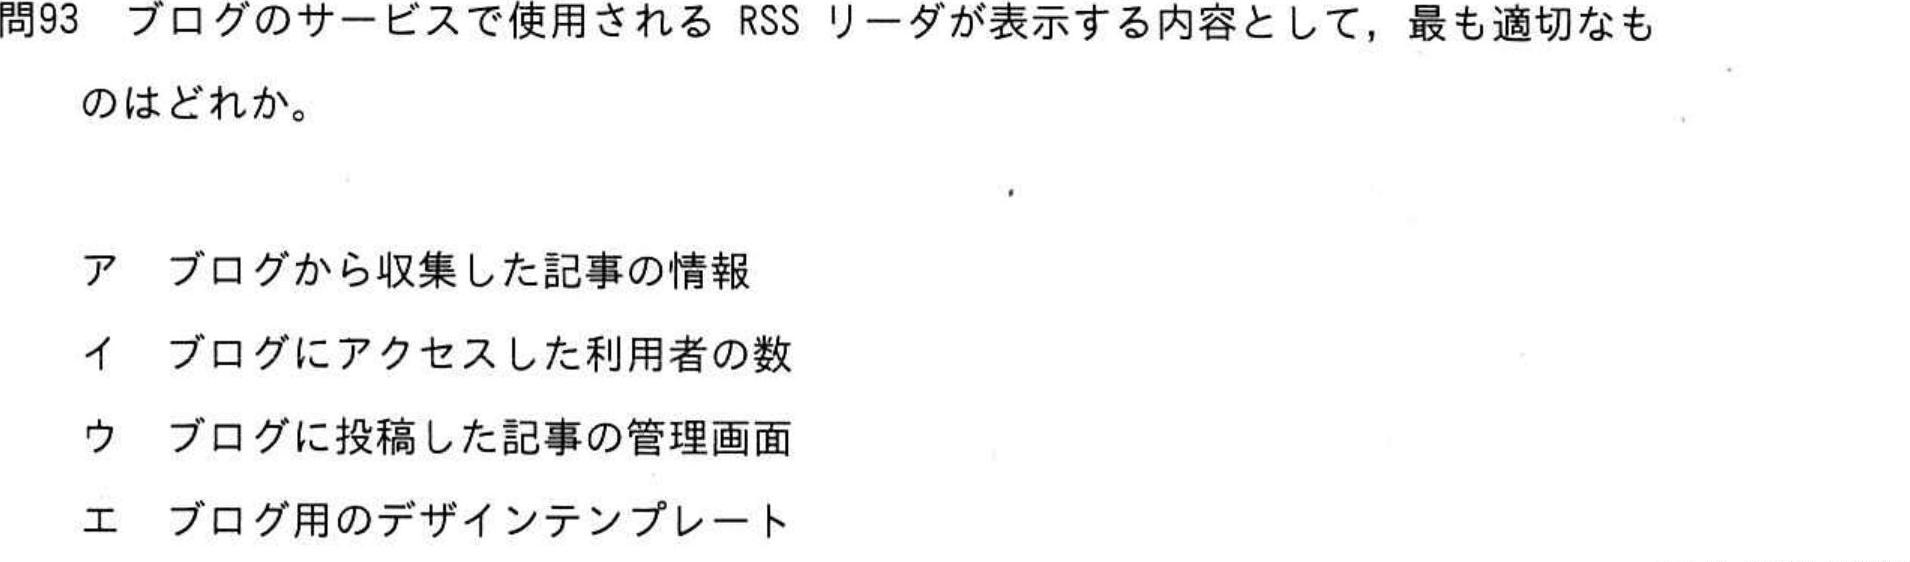 問93　ブログのサービスで使用される RSS リーダが表示する内容として，最も適切なも
のはどれか。
ア　ブログから収集した記事の情報
イ　ブログにアクセスした利用者の数
ウ　ブログに投稿した記事の管理画面
エ　ブログ用のデザインテンプレート